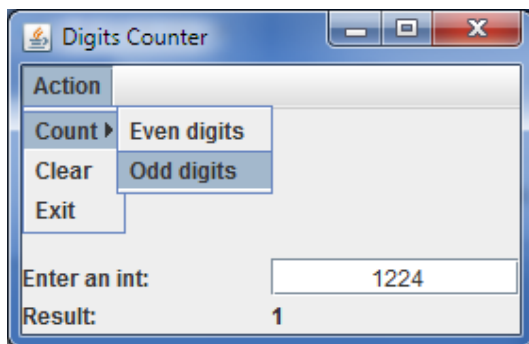 Digits Counter
Action
Count Even digits
Clear Odd digits
Exit
Enter an int: 1224
Result: 1